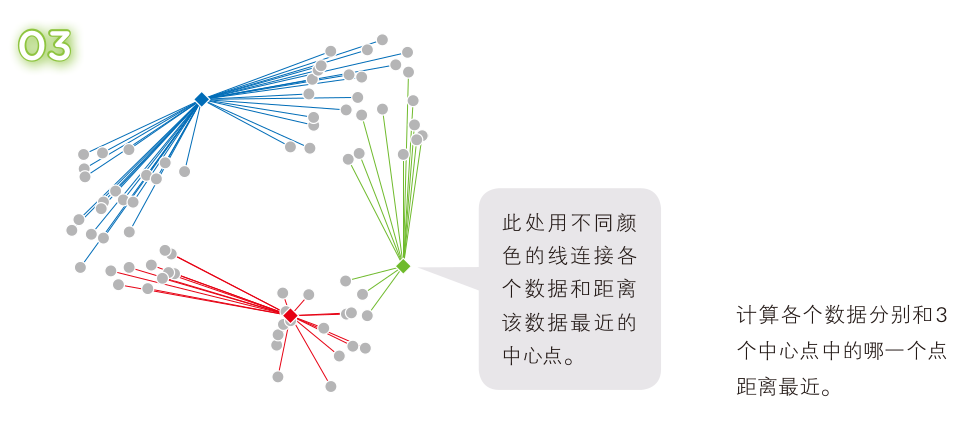 03
此处用不同颜
色的线连接各
个数据和距离
该数据最近的
中心点。
计算各个数据分别和3
个中心点中的哪一个点
距离最近。